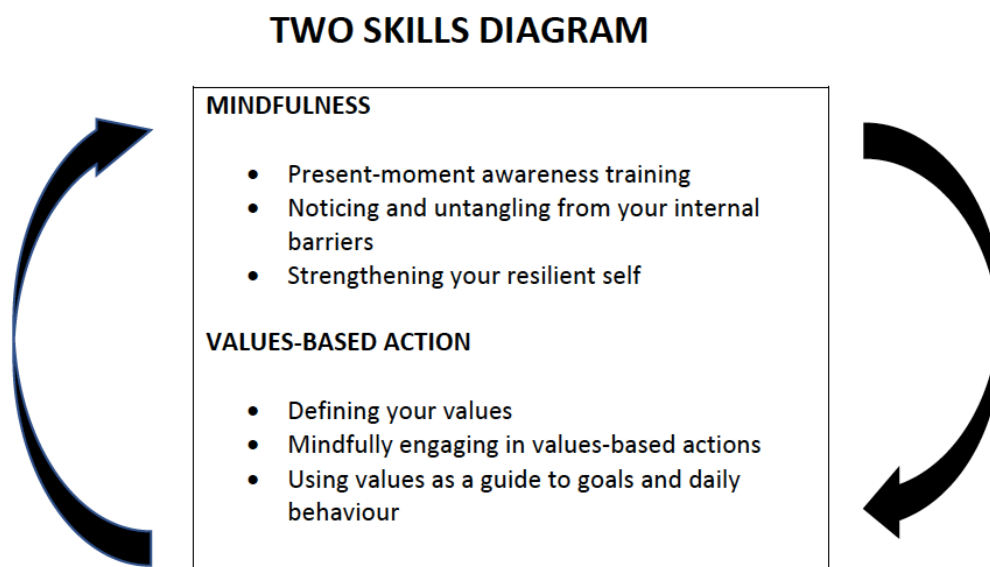 TWO SKILLS DIAGRAM
MINDFULNESS
• Present-moment awareness training
• Noticing and untangling from your internal
barriers
• Strengthening your resilient self
VALUES-BASED ACTION
• Defining your values
• Mindfully engaging in values-based actions
• Using values as a guide to goals and daily
behaviour